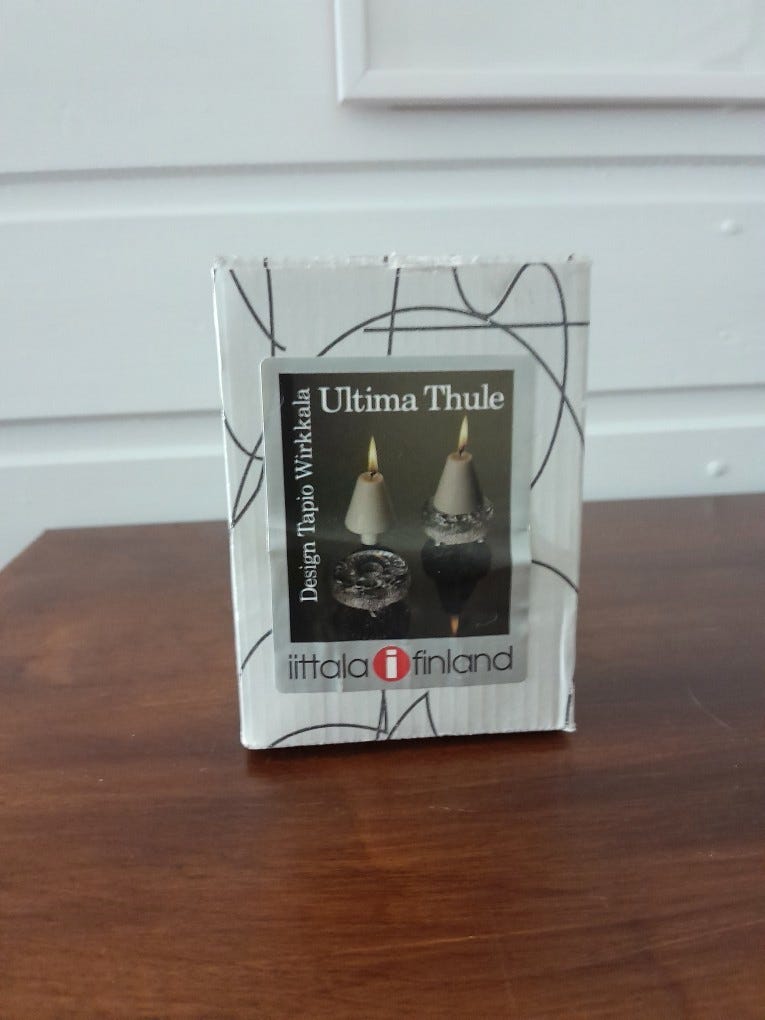 Ultima Thule
Design Tapio Wirkkala
iittala i finland